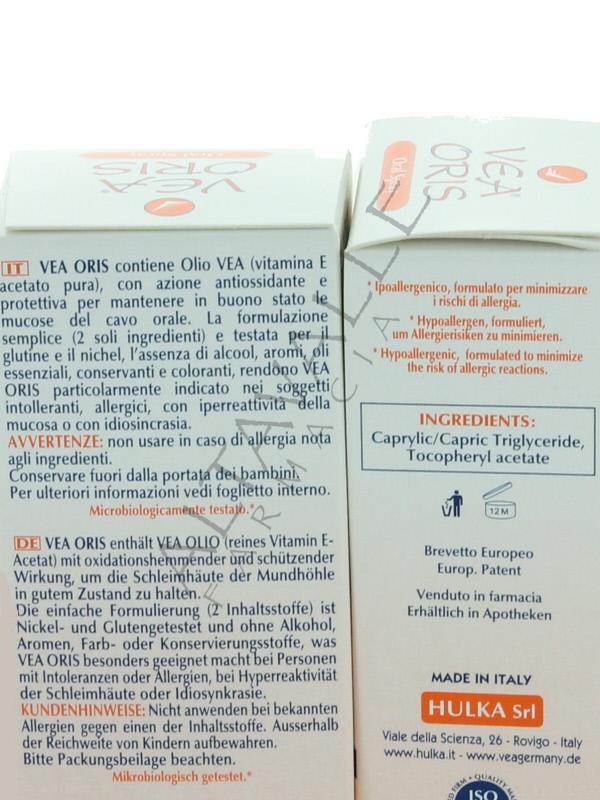 VEA
ORIS
Oral Spray
IT VEA ORIS contiene Olio VEA (vitamina E
acetato pura), con azione antiossidante e
protettiva per mantenere in buono stato le
mucose del cavo orale. La formulazione
semplice (2 soli ingredienti) e testata per il
glutine e il nichel, l'assenza di alcool, aromi, oli
essenziali, conservanti e coloranti, rendono VEA
ORIS particolarmente indicato nei soggetti
intolleranti, allergici, con iperreattività della
mucosa o con idiosincrasia.
AVVERTENZE: non usare in caso di allergia nota
agli ingredienti.
Conservare fuori dalla portata dei bambini.
Per ulteriori informazioni vedi foglietto interno.
Microbiologicamente testato.*
DE VEA ORIS enthält VEA OLIO (reines Vitamin E-
Acetat) mit oxidationshemmender und schützender
Wirkung, um die Schleimhäute der Mundhöhle
in gutem Zustand zu halten.
Die einfache Formulierung (2 Inhaltsstoffe) ist
Nickel- und Glutengetestet und ohne Alkohol,
Aromen, Farb- oder Konservierungsstoffe, was
VEA ORIS besonders geeignet macht bei Personen
mit Intoleranzen oder Allergien, bei Hyperreaktivität
der Schleimhäute oder Idiosynkrasie.
KUNDENHINWEISE: Nicht anwenden bei bekannten
Allergien gegen einen der Inhaltsstoffe. Ausserhalb
der Reichweite von Kindern aufbewahren.
Bitte Packungsbeilage beachten.
Mikrobiologisch getestet.*
VEA
ORIS
Oral Spray
* Ipoallergenico, formulato per minimizzare
i rischi di allergia.
* Hypoallergen, formuliert,
um Allergierisiken zu minimieren.
* Hypoallergenic, formulated to minimize
the risk of allergic reactions.
INGREDIENTS:
Caprylic/Capric Triglyceride,
Tocopheryl acetate
12 M
Brevetto Europeo
Europ. Patent
Venduto in farmacia
Erhältlich in Apotheken
MADE IN ITALY
HULKA Srl
Viale della Scienza, 26 - Rovigo - Italy
www.hulka.it - www.veagermany.de
ISO
ALTAVALLE
FARMACIA